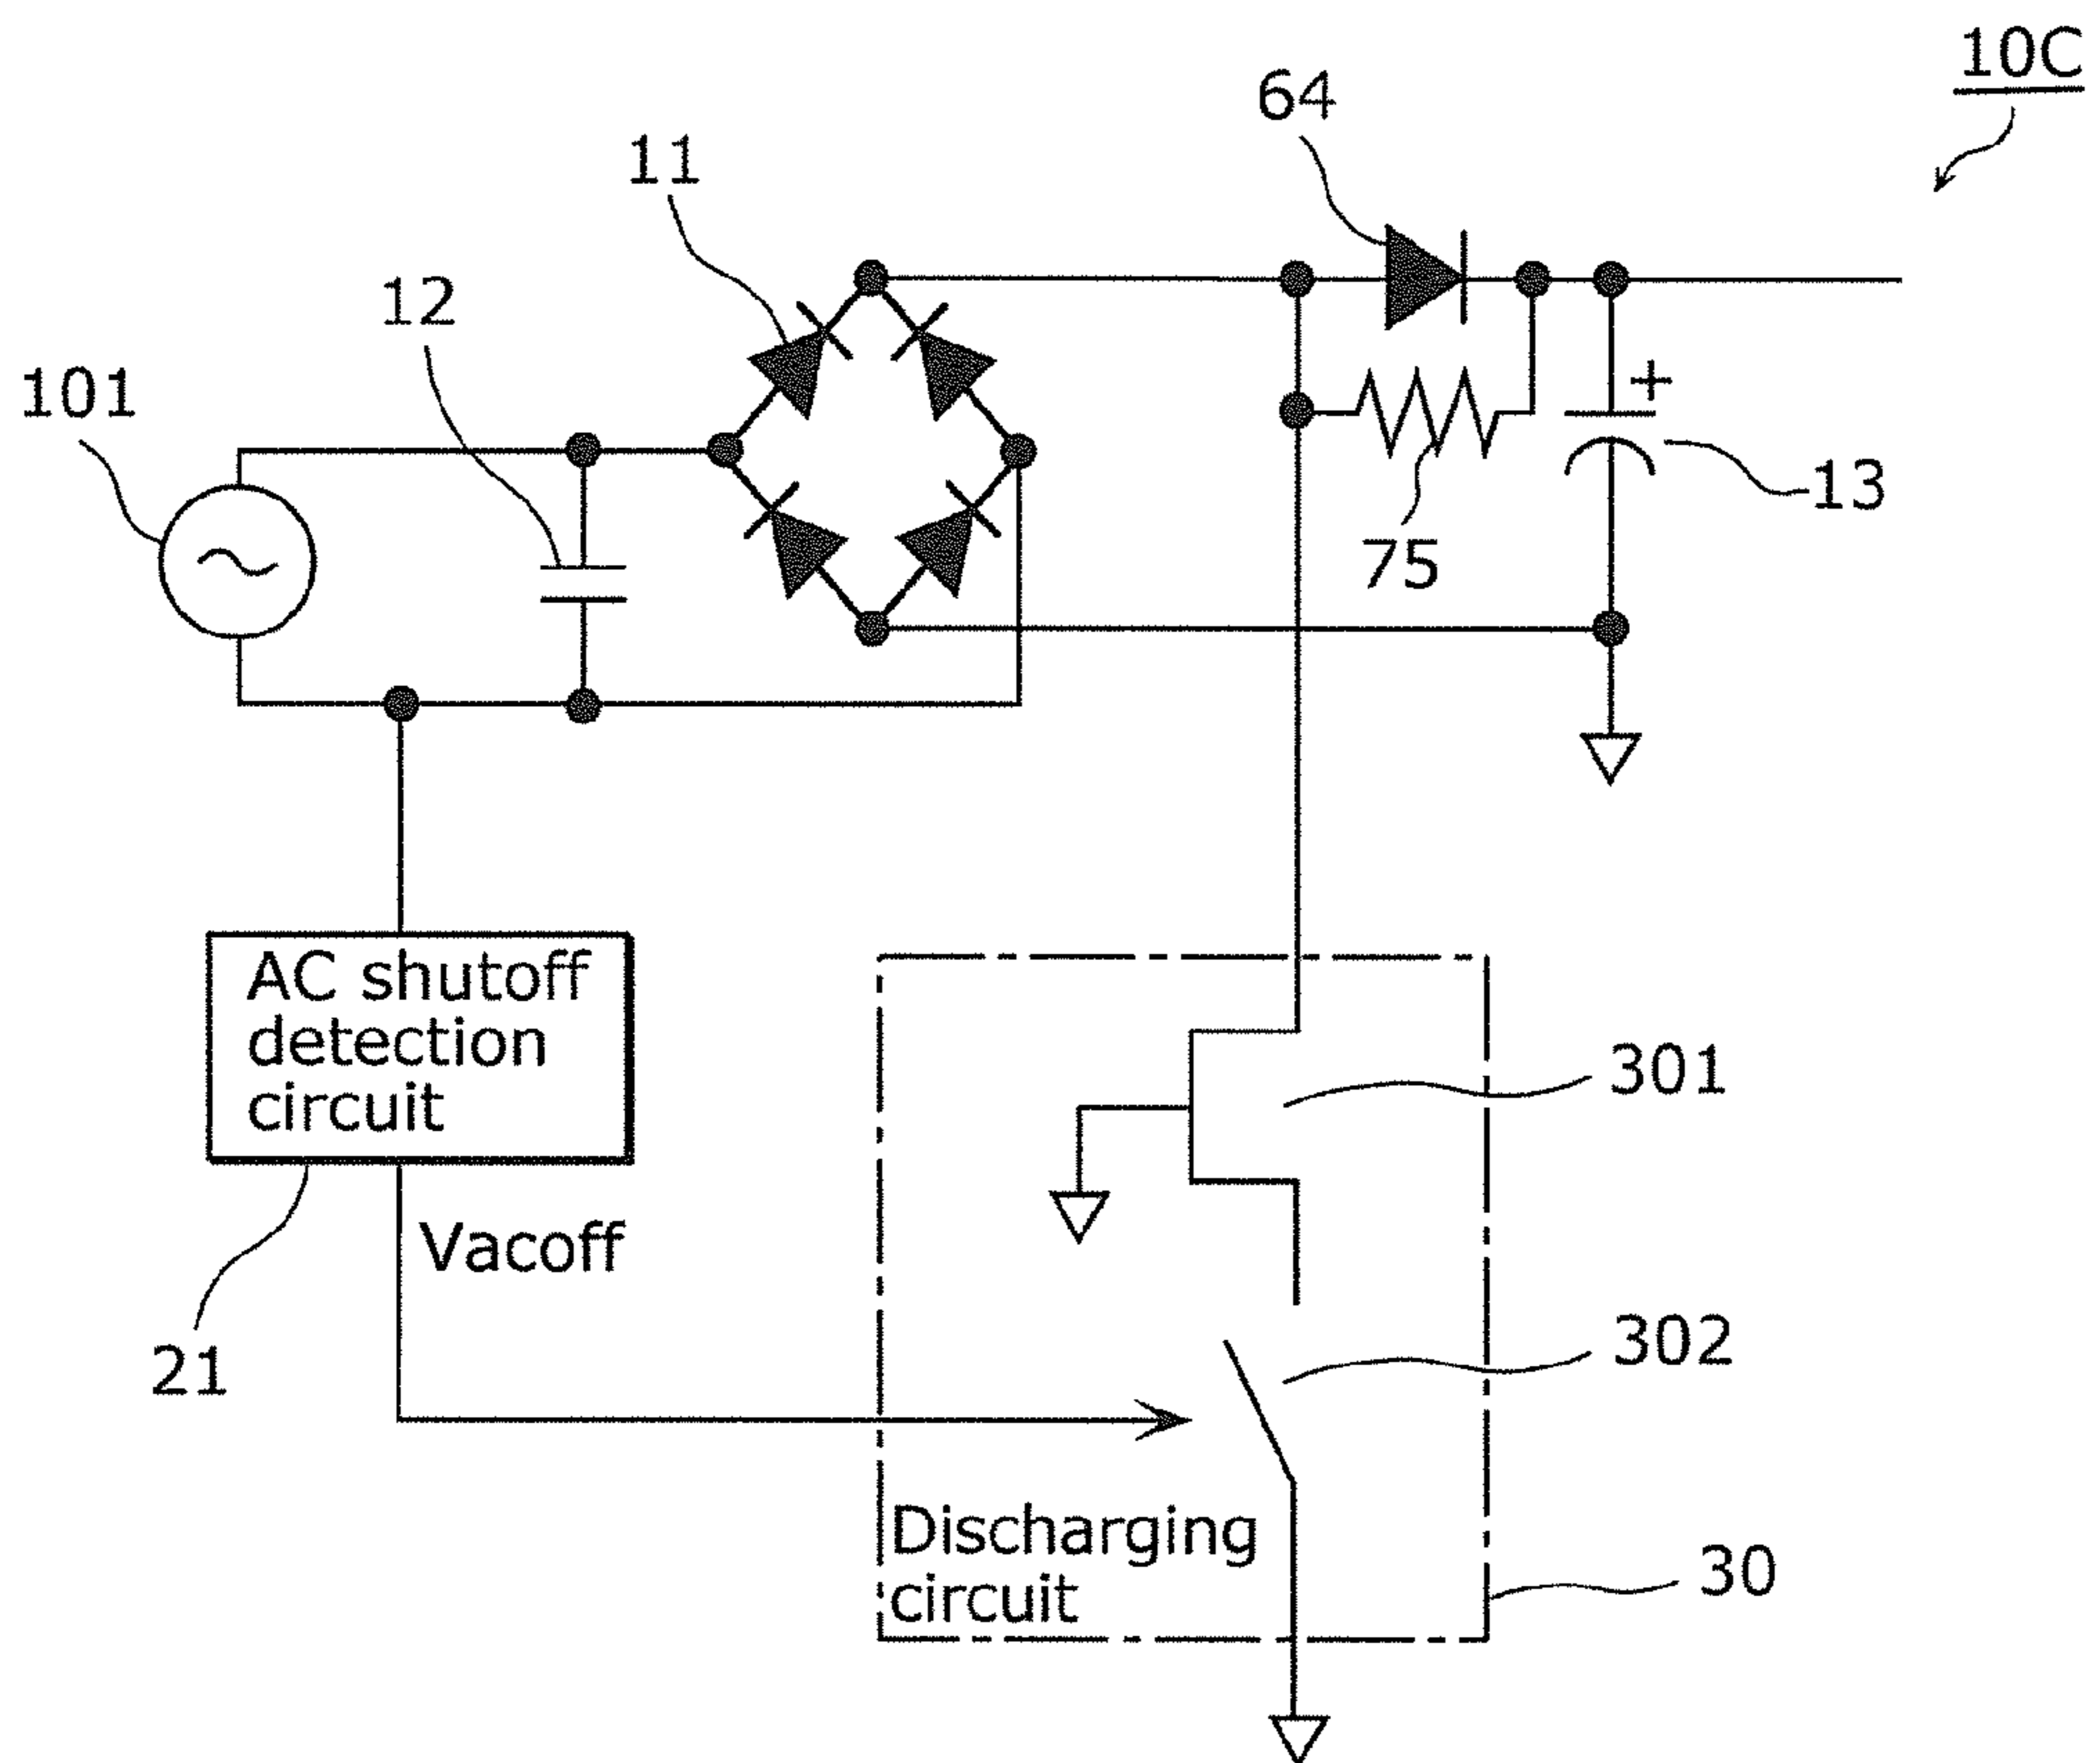 10C
64
11
12
101
+
13
75
AC shutoff
detection
circuit
301
Vacoff
302
21
Discharging
circuit
30